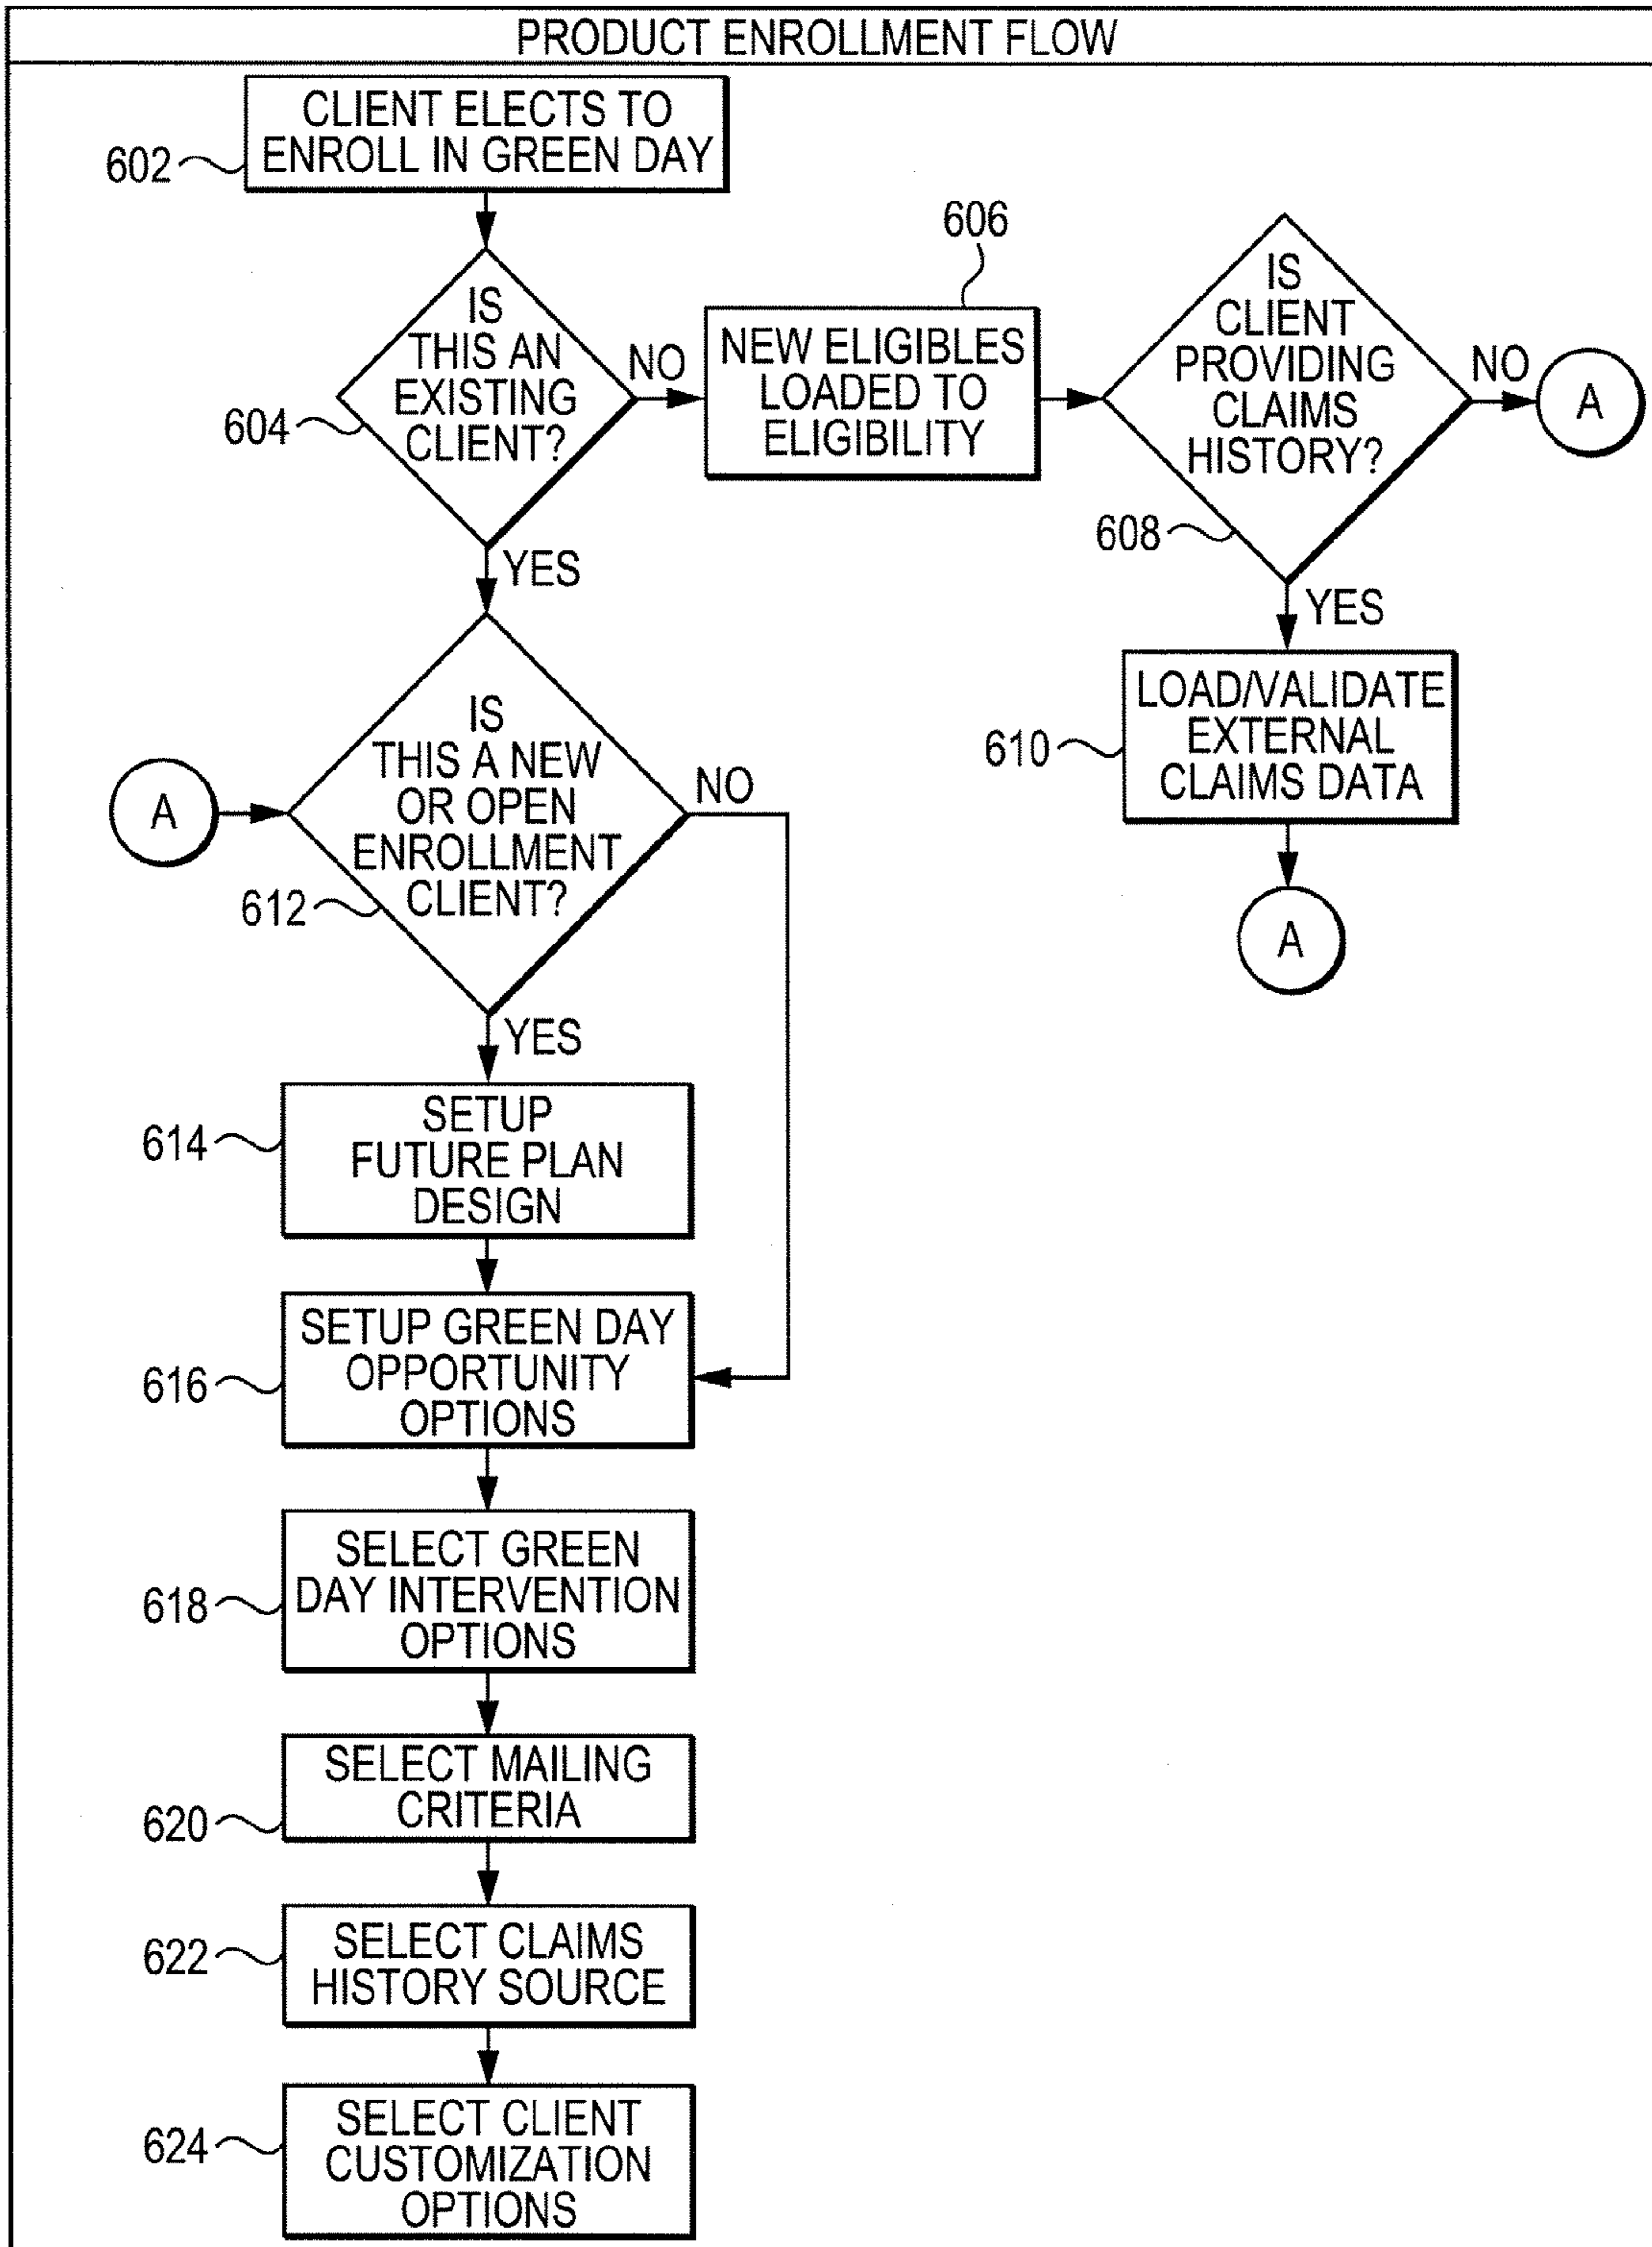 PRODUCT ENROLLMENT FLOW
CLIENT ELECTS TO
ENROLL IN GREEN DAY
602
IS
THIS AN
EXISTING
CLIENT?
604
NO
YES
606
NEW ELIGIBLES
LOADED TO
ELIGIBILITY
IS
CLIENT
PROVIDING
CLAIMS
HISTORY?
608
NO
A
YES
LOAD/VALIDATE
EXTERNAL
CLAIMS DATA
610
A
A
IS
THIS A NEW
OR OPEN
ENROLLMENT
CLIENT?
612
NO
YES
SETUP
FUTURE PLAN
DESIGN
614
SETUP GREEN DAY
OPPORTUNITY
OPTIONS
616
SELECT GREEN
DAY INTERVENTION
OPTIONS
618
SELECT MAILING
CRITERIA
620
SELECT CLAIMS
HISTORY SOURCE
622
SELECT CLIENT
CUSTOMIZATION
OPTIONS
624